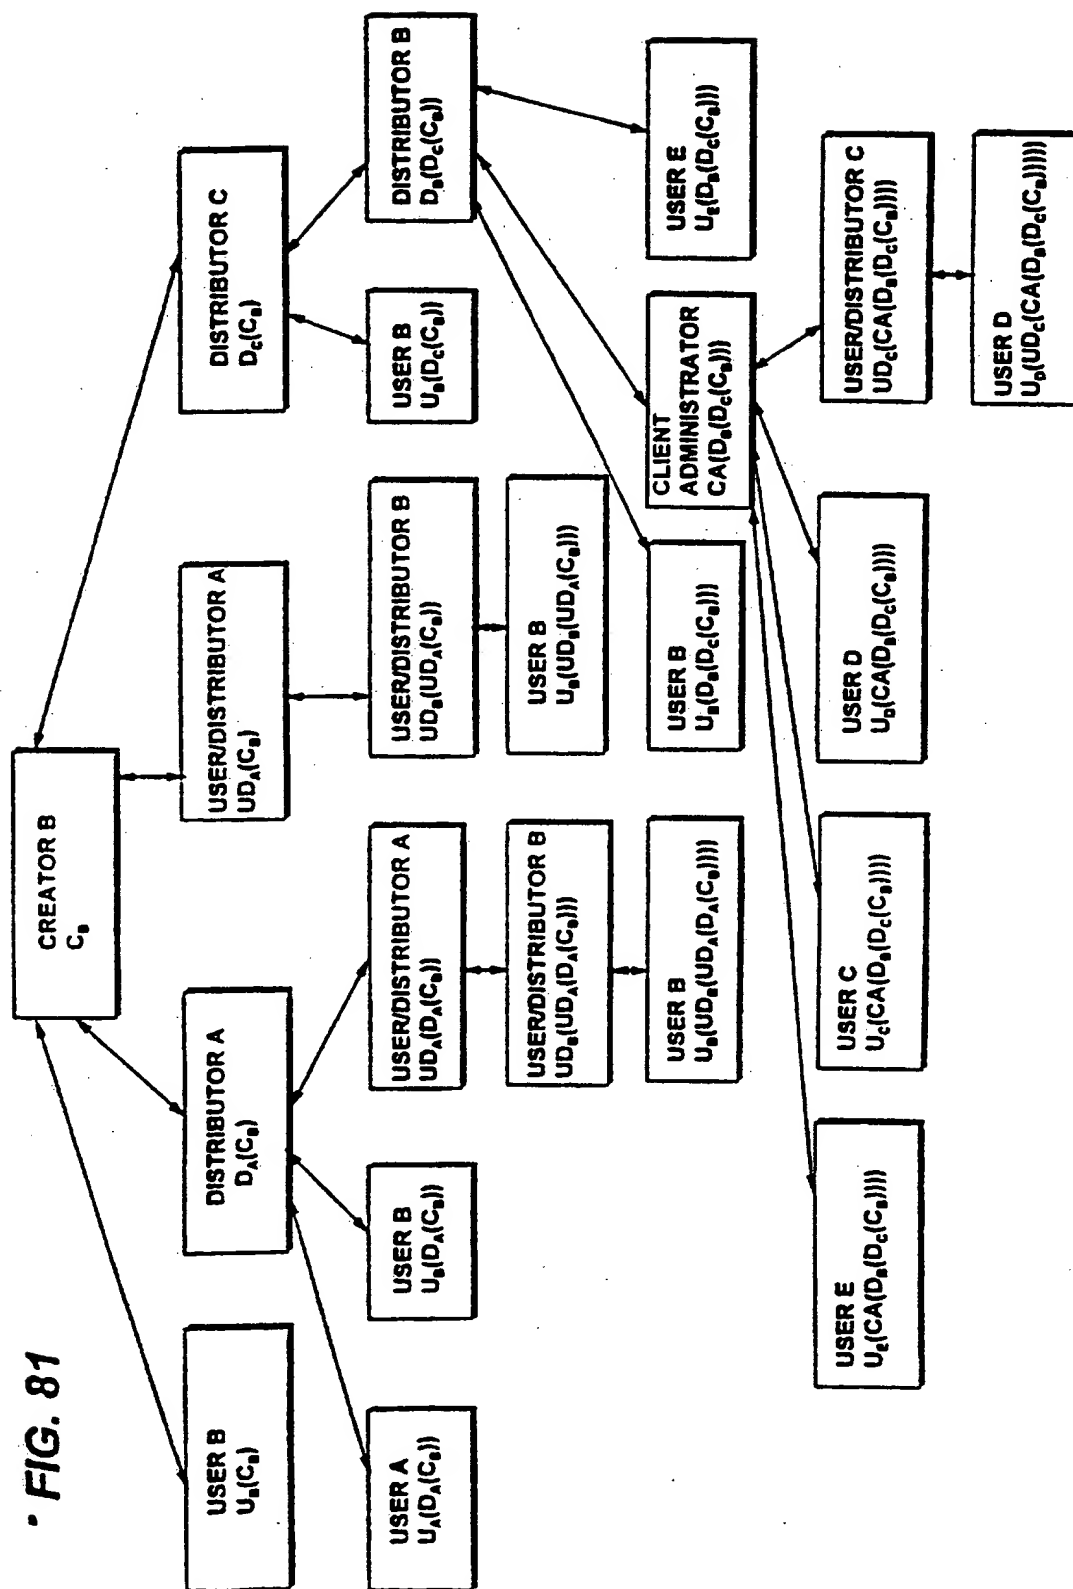 FIG. 81
CREATOR B
C_B
USER B
U_B(C_B)
DISTRIBUTOR A
D_A(C_B)
USER/DISTRIBUTOR A
UD_A(C_B)
DISTRIBUTOR C
D_C(C_B)
USER A
U_A(D_A(C_B))
USER B
U_B(D_A(C_B))
USER/DISTRIBUTOR A
UD_A(D_A(C_B))
USER/DISTRIBUTOR B
UD_B(UD_A(C_B))
USER B
U_B(D_C(C_B))
DISTRIBUTOR B
D_B(D_C(C_B))
USER/DISTRIBUTOR B
UD_B(UD_A(D_A(C_B)))
USER B
U_B(UD_B(UD_A(C_B)))
USER B
U_B(UD_B(UD_A(D_A(C_B))))
USER B
U_B(D_B(D_C(C_B)))
CLIENT
ADMINISTRATOR
CA(D_B(D_C(C_B)))
USER E
U_E(D_B(D_C(C_B)))
USER E
U_E(CA(D_B(D_C(C_B))))
USER C
U_C(CA(D_B(D_C(C_B))))
USER D
U_D(CA(D_B(D_C(C_B))))
USER/DISTRIBUTOR C
UD_C(CA(D_B(D_C(C_B))))
USER D
U_D(UD_C(CA(D_B(D_C(C_B)))))